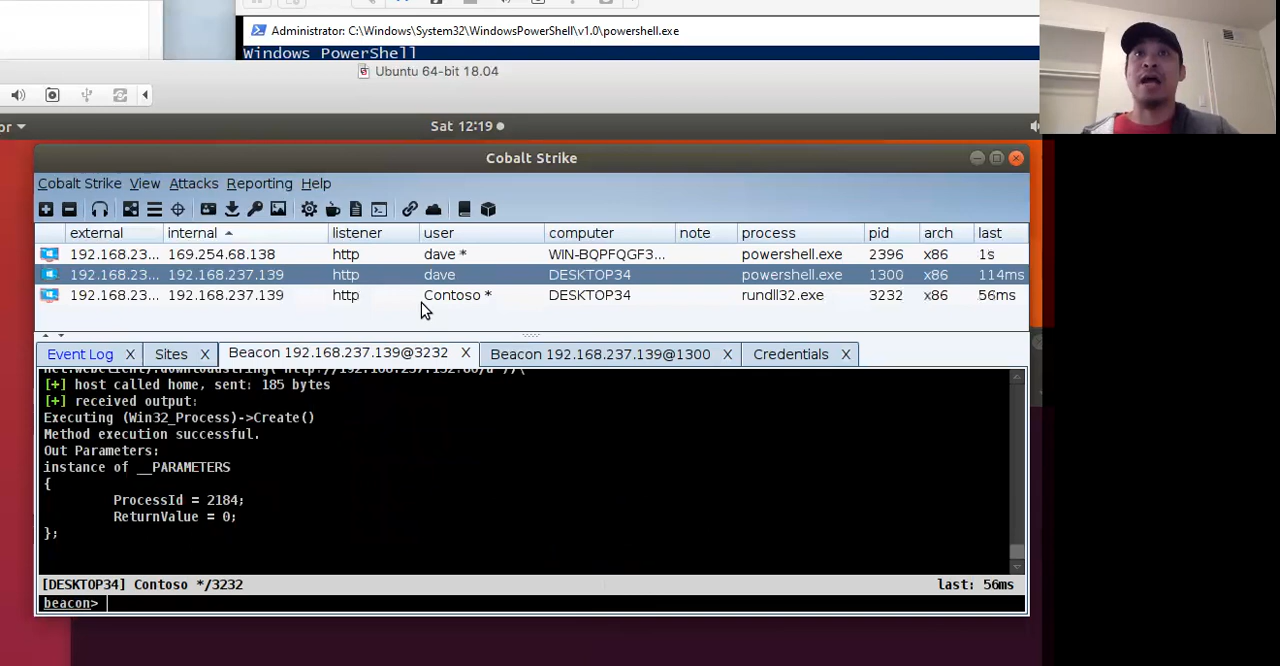 Administrator: C:\Windows\System32\WindowsPowerShell\v1.0\powershell.exe
Windows PowerShell
Ubuntu 64-bit 18.04
or
Sat 12:19
Cobalt Strike
Cobalt Strike View Attacks Reporting Help
external internal listener user computer note process pid arch last
192.168.23... 169.254.68.138 http dave * WIN-BQPFQGF3... powershell.exe 2396 x86 1s
192.168.23... 192.168.237.139 http dave DESKTOP34 powershell.exe 1300 x86 114ms
192.168.23... 192.168.237.139 http Contoso * DESKTOP34 rundll32.exe 3232 x86 56ms
Event Log X Sites X Beacon 192.168.237.139@3232 X Beacon 192.168.237.139@1300 X Credentials X
[+] host called home, sent: 185 bytes
[+] received output:
Executing (Win32_Process)->Create()
Method execution successful.
Out Parameters:
instance of __PARAMETERS
{
ProcessId = 2184;
ReturnValue = 0;
};
[DESKTOP34] Contoso */3232 last: 56ms
beacon>